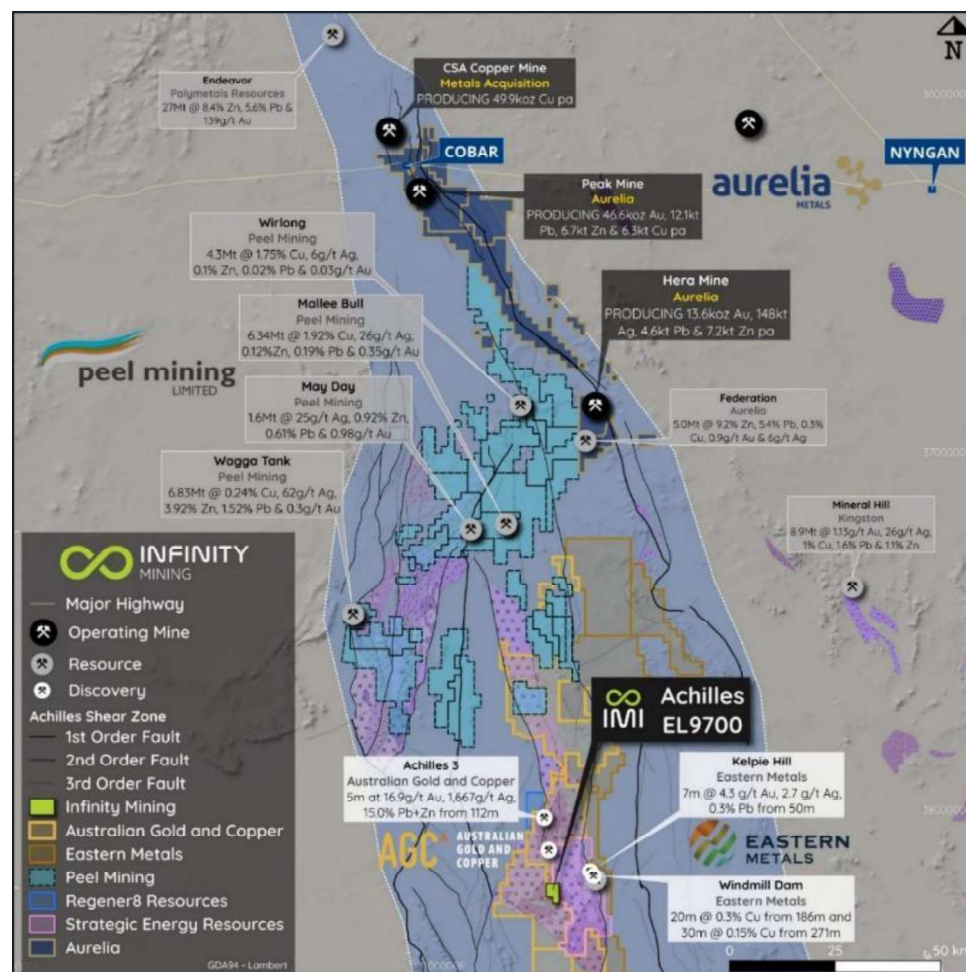 N
Endeavor
Polymetals Resources
27Mt @ 8.4% Zn, 5.6% Pb &
139g/t Au
CSA Copper Mine
Metals Acquisition
PRODUCING 49.9koz Cu pa
3600000
COBAR
NYNGAN
aurelia
METALS
Peak Mine
Aurelia
PRODUCING 46.6koz Au, 12.1kt
Pb, 6.7kt Zn & 6.3kt Cu pa
Wirlong
Peel Mining
4.3Mt @ 1.75% Cu, 6g/t Ag,
0.1% Zn, 0.02% Pb & 0.03g/t Au
Hera Mine
Aurelia
PRODUCING 13.6koz Au, 148kt
Ag, 4.6kt Pb & 7.2kt Zn pa
Mallee Bull
Peel Mining
6.34Mt @ 1.92% Cu, 26g/t Ag,
0.12%Zn, 0.19% Pb & 0.35g/t Au
peel mining
LIMITED
May Day
Peel Mining
1.6Mt @ 25g/t Ag, 0.92% Zn,
0.61% Pb & 0.98g/t Au
Federation
Aurelia
5.0Mt @ 9.2% Zn, 5.4% Pb, 0.3%
Cu, 0.9g/t Au & 6g/t Ag
3700000
Wagga Tank
Peel Mining
6.83Mt @ 0.24% Cu, 62g/t Ag,
3.92% Zn, 1.52% Pb & 0.3g/t Au
Mineral Hill
Kingston
8.9Mt @ 1.13g/t Au, 26g/t Ag,
1% Cu, 1.6% Pb & 1.1% Zn
INFINITY
MINING
Major Highway
Operating Mine
Resource
Discovery
Achilles Shear Zone
1st Order Fault
2nd Order Fault
3rd Order Fault
Infinity Mining
Australian Gold and Copper
Eastern Metals
Peel Mining
Regener8 Resources
Strategic Energy Resources
Aurelia
GDA94 - Lambert
IMI
Achilles
EL9700
Achilles 3
Australian Gold and Copper
5m at 16.9g/t Au, 1,667g/t Ag,
15.0% Pb+Zn from 112m
Kelpie Hill
Eastern Metals
7m @ 4.3 g/t Au, 2.7 g/t Ag,
0.3% Pb from 50m
3800000
AGC
AUSTRALIAN
GOLD AND
COPPER
EASTERN
METALS
Windmill Dam
Eastern Metals
20m @ 0.3% Cu from 186m and
30m @ 0.15% Cu from 271m
0 25 50 km